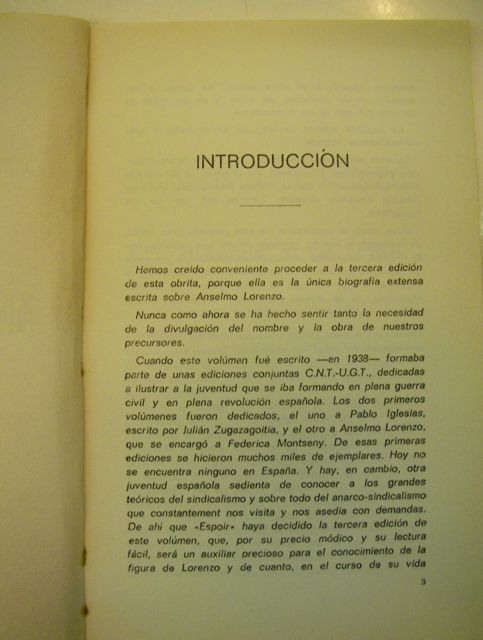 INTRODUCCIÓN
Hemos creido conveniente proceder a la tercera edición
de esta obrita, porque ella es la única biografia extensa
escrita sobre Anselmo Lorenzo.
Nunca como ahora se ha hecho sentir tanto la necesidad
de la divulgación del nombre y la obra de nuestros
precursores.
Cuando este volúmen fué escrito —en 1938— formaba
parte de unas ediciones conjuntas C.N.T.-U.G.T., dedicadas
a ilustrar a la juventud que se iba formando en plena guerra
civil y en plena revolución española. Los dos primeros
volúmenes fueron dedicados, el uno a Pablo Iglesias,
escrito por Julián Zugazagoitia, y el otro a Anselmo Lorenzo,
que se encargó a Federica Montseny. De esas primeras
ediciones se hicieron muchos miles de ejemplares. Hoy no
se encuentra ninguno en España. Y hay, en cambio, otra
juventud española sedienta de conocer a los grandes
teóricos del sindicalismo y sobre todo del anarco-sindicalismo
que constantement nos visita y nos asedia con demandas.
De ahi que «Espoir» haya decidido la tercera edición de
este volúmen, que, por su precio módico y su lectura
fácil, será un auxiliar precioso para el conocimiento de la
figura de Lorenzo y de cuanto, en el curso de su vida
3